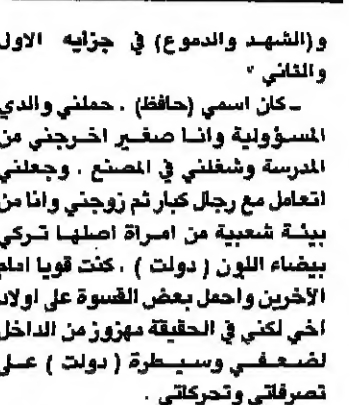 و(الشهد والدموع) في جزأيه الاول
والثاني "
ـ كان اسمي (حافظ) . حملني والدي
المسؤولية وانا صغير اخرجني من
المدرسة وشغلني في المصنع . وجعلني
اتعامل مع رجال كبار ثم زوجني وانا من
بيئة شعبية من امراة اصلها تركي
بيضاء اللون ( دولت ) . كنت قويا امام
الآخرين واحمل بعض القسوة على اولاد
اخي لكني في الحقيقة مهزوز من الداخل
لضعفي وسيطرة ( دولت ) على
تصرفاتي وتحركاتي .